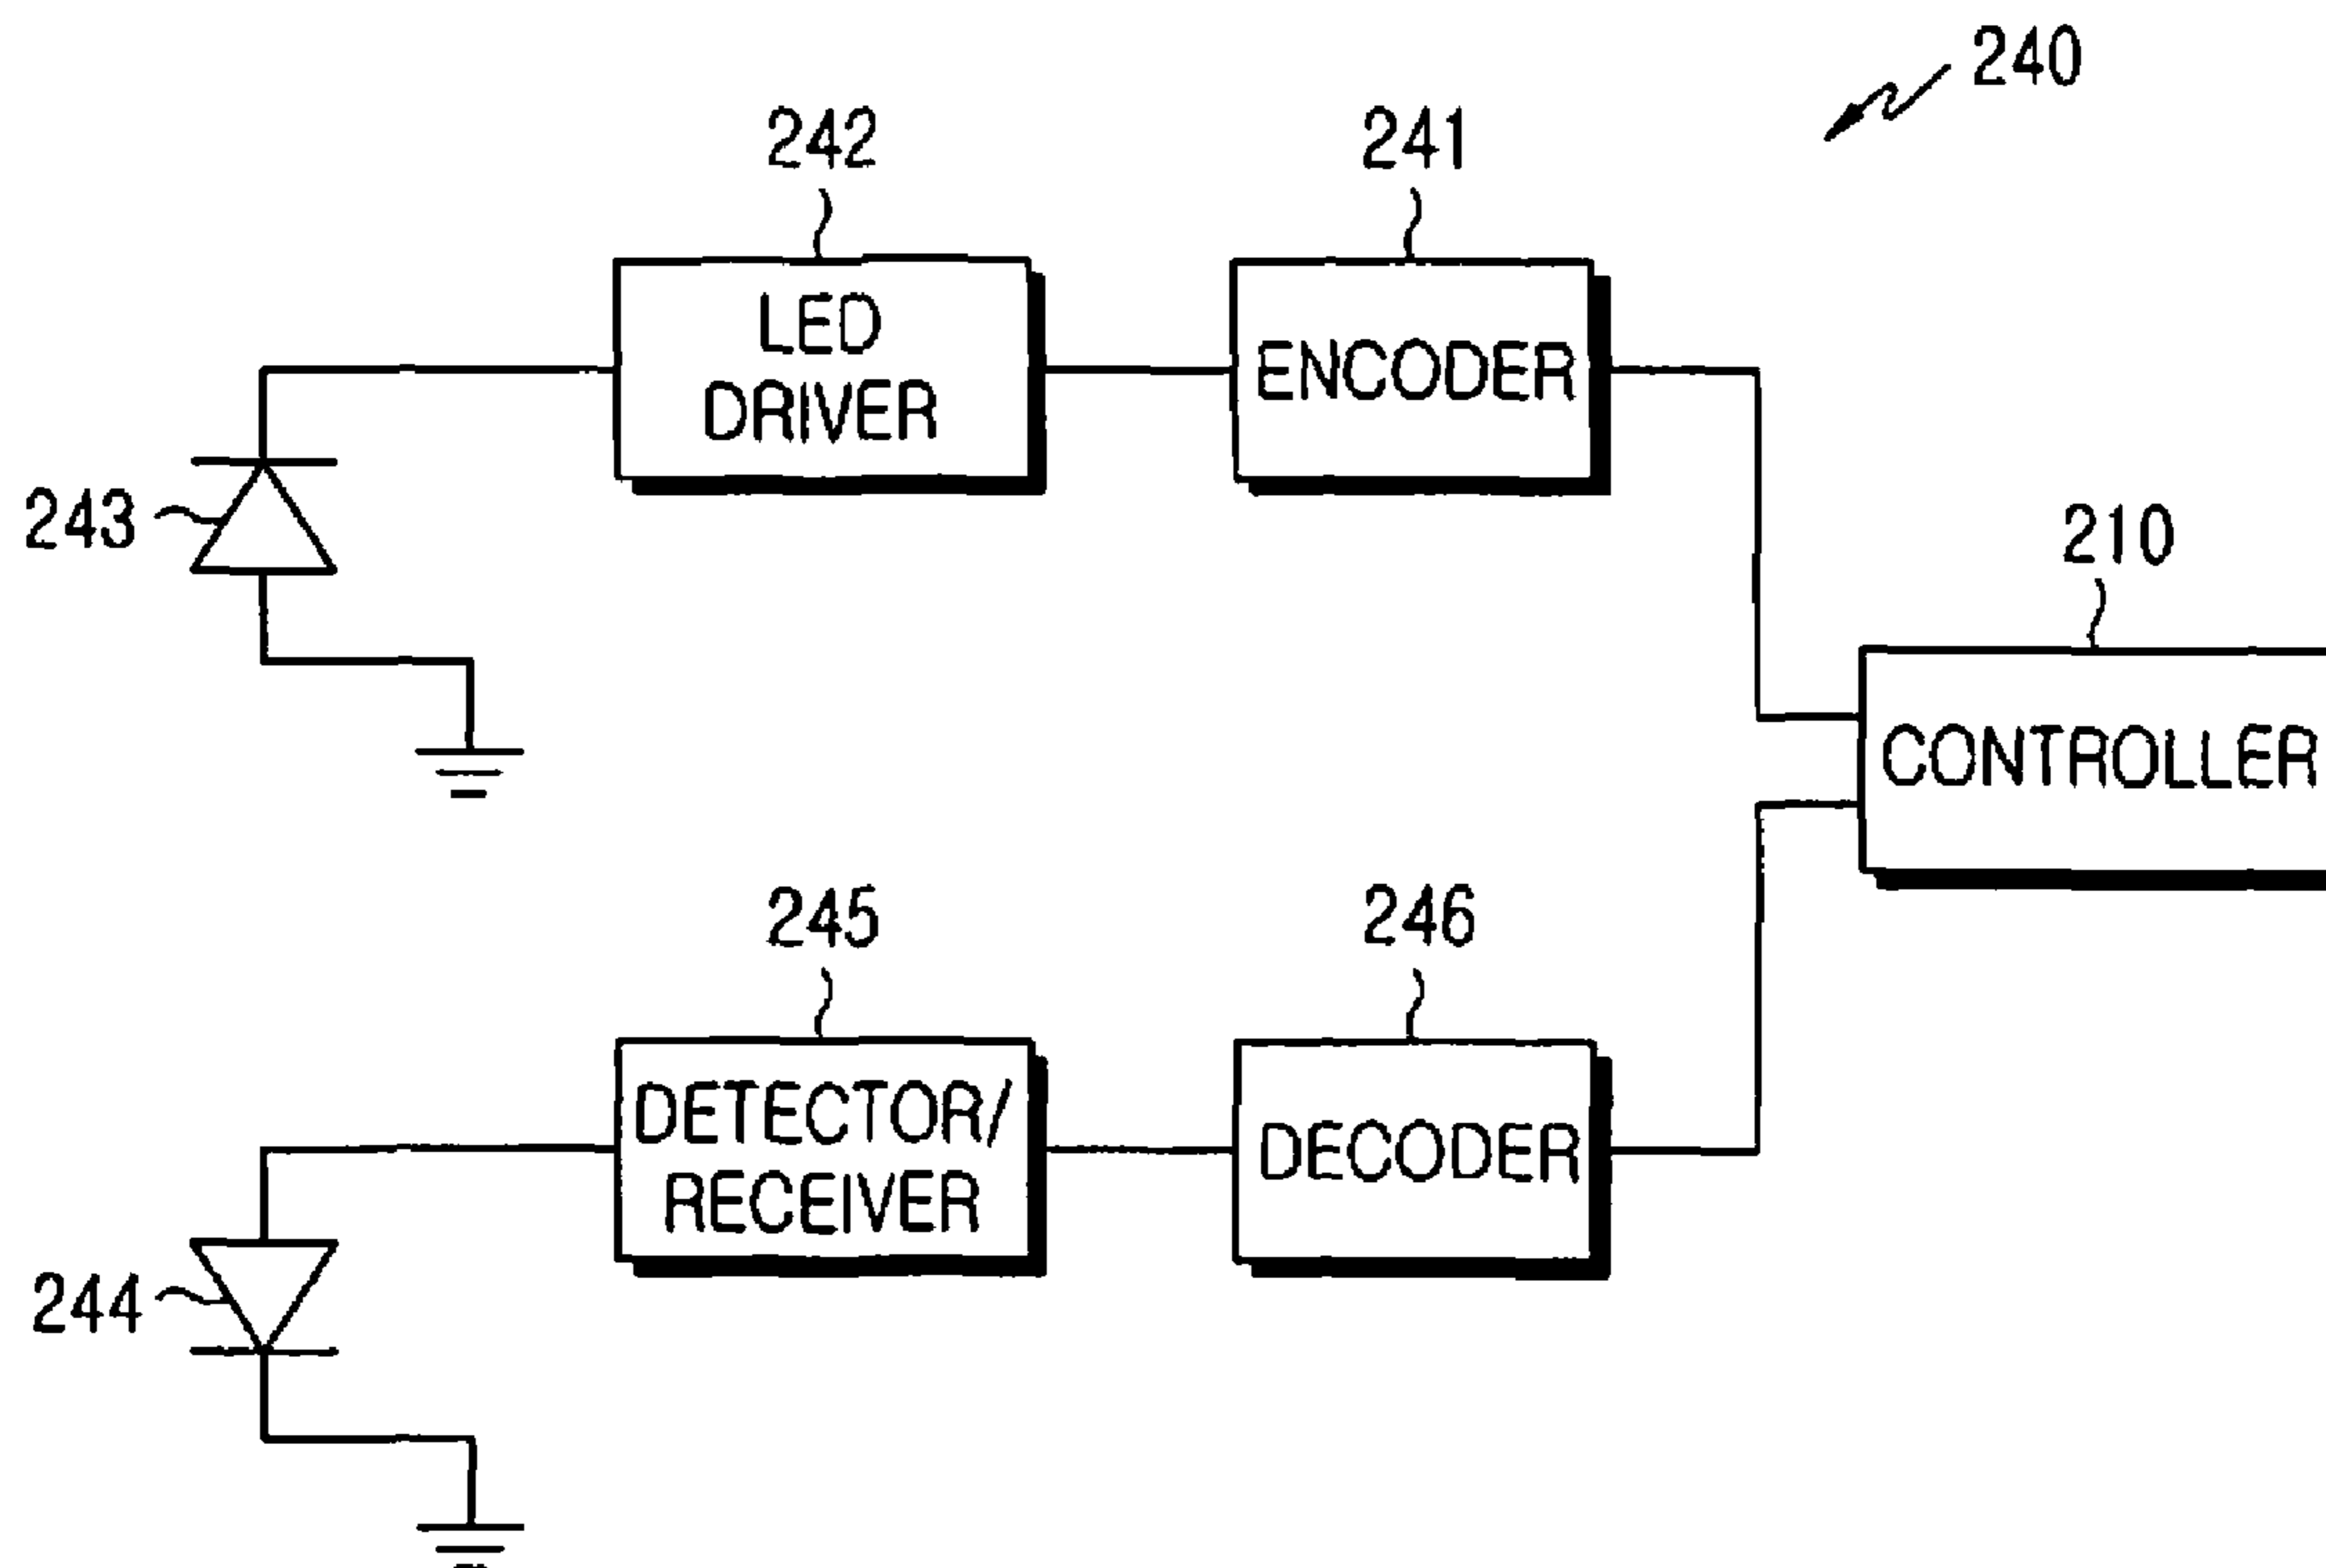 240
242
241
LED
DRIVER
ENCODER
243
210
CONTROLLER
245
246
DETECTOR/
RECEIVER
DECODER
244